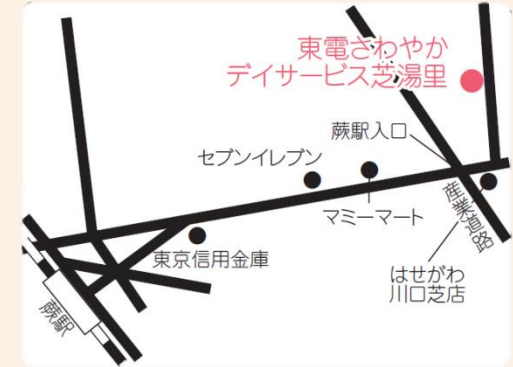 東電さわやか
デイサービス芝湯里
蕨駅入口
セブンイレブン
マミーマート
産業道路
東京信用金庫
はせがわ
川口芝店
蕨駅